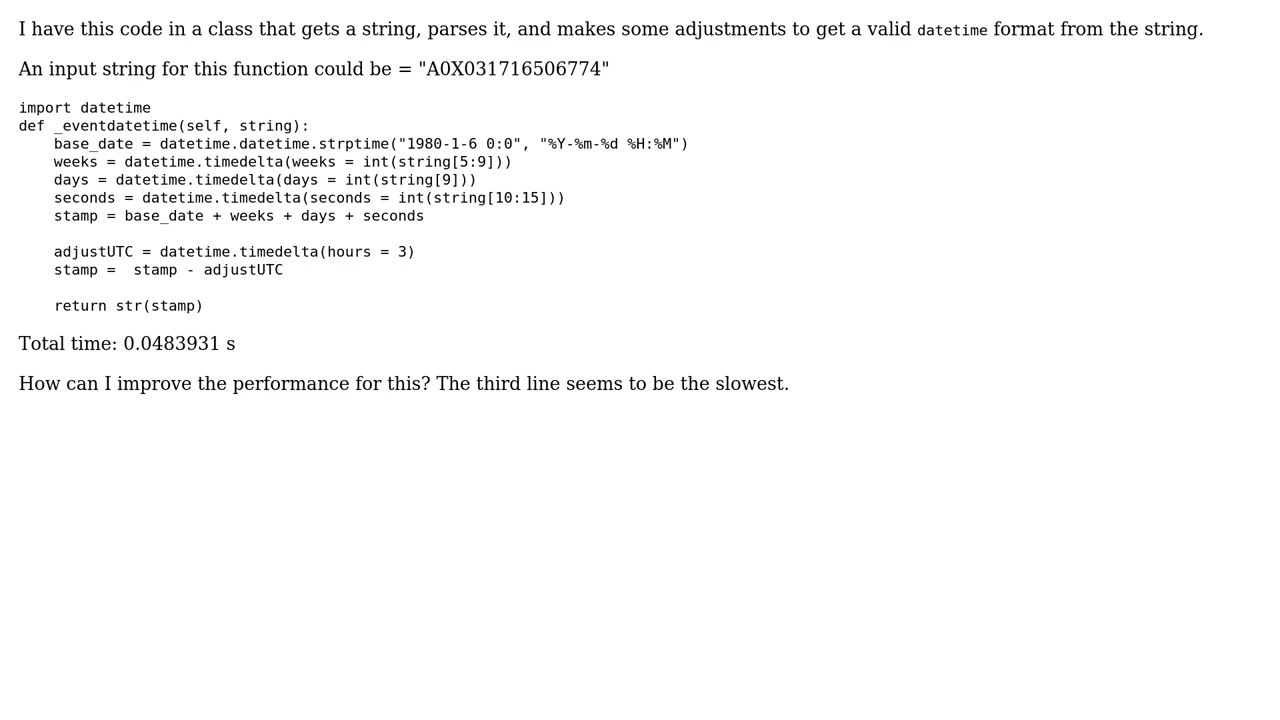 I have this code in a class that gets a string, parses it, and makes some adjustments to get a valid datetime format from the string.
An input string for this function could be = "A0X031716506774"
import datetime
def _eventdatetime(self, string):
    base_date = datetime.datetime.strptime("1980-1-6 0:0", "%Y-%m-%d %H:%M")
    weeks = datetime.timedelta(weeks = int(string[5:9]))
    days = datetime.timedelta(days = int(string[9]))
    seconds = datetime.timedelta(seconds = int(string[10:15]))
    stamp = base_date + weeks + days + seconds
    adjustUTC = datetime.timedelta(hours = 3)
    stamp =  stamp - adjustUTC
    return str(stamp)
Total time: 0.0483931 s
How can I improve the performance for this? The third line seems to be the slowest.